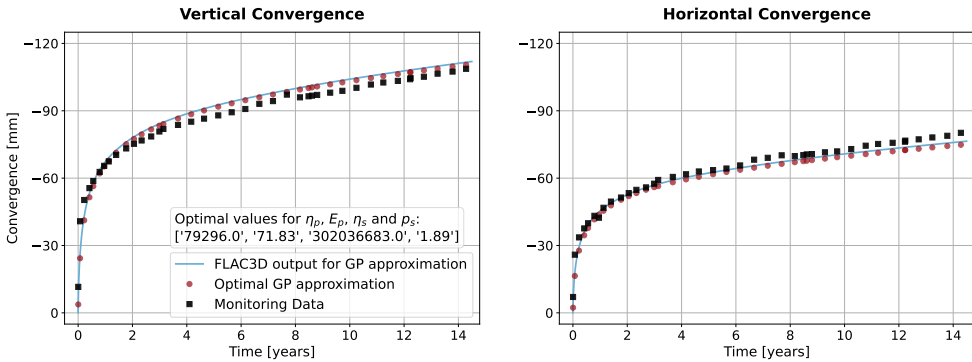 Vertical Convergence
Horizontal Convergence
Convergence [mm]
−120
−90
−60
−30
0
0 2 4 6 8 10 12 14
Time [years]
Optimal values for ηₚ, Eₚ, ηₛ and pₛ:
['79296.0', '71.83', '302036683.0', '1.89']
FLAC3D output for GP approximation
Optimal GP approximation
Monitoring Data
−120
−90
−60
−30
0
0 2 4 6 8 10 12 14
Time [years]